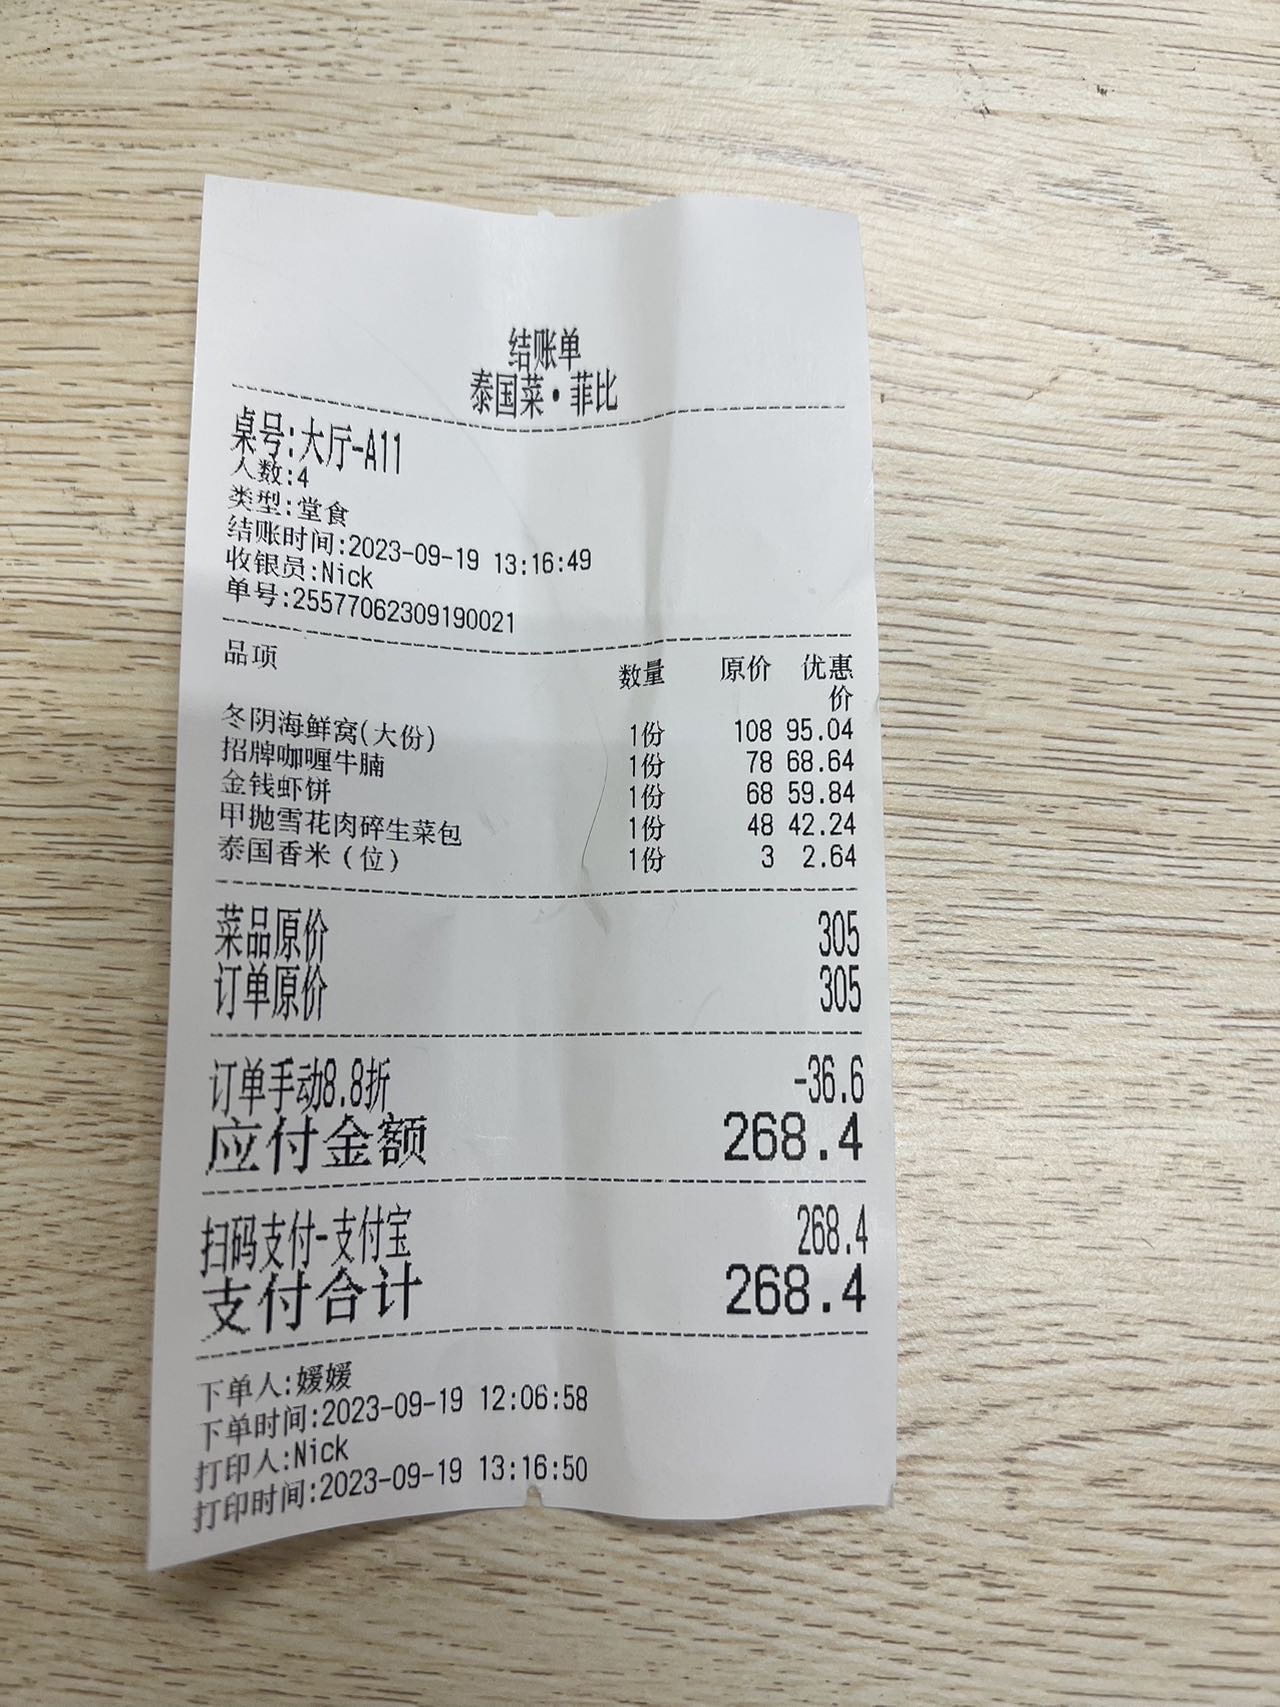 结账单
泰国菜·菲比
桌号:大厅-A11
人数:4
类型:堂食
结账时间:2023-09-19 13:16:49
收银员:Nick
单号:25577062309190021
品项 数量 原价 优惠价
冬阴海鲜窝(大份) 1份 108 95.04
招牌咖喱牛腩 1份 78 68.64
金钱虾饼 1份 68 59.84
甲抛雪花肉碎生菜包 1份 48 42.24
泰国香米(位) 1份 3 2.64
菜品原价 305
订单原价 305
订单手动8.8折 -36.6
应付金额 268.4
扫码支付-支付宝 268.4
支付合计 268.4
下单人:媛媛
下单时间:2023-09-19 12:06:58
打印人:Nick
打印时间:2023-09-19 13:16:50